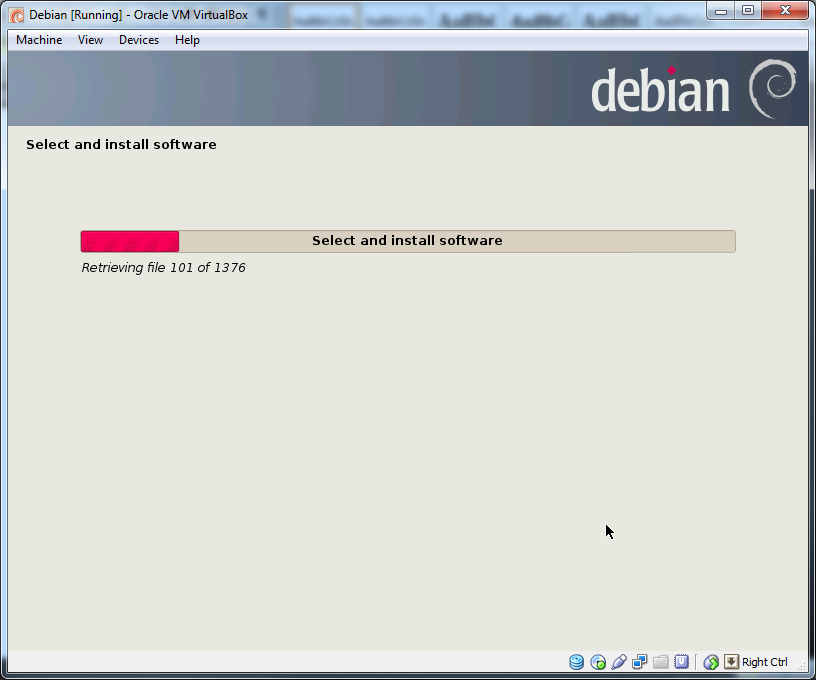 Debian [Running] - Oracle VM VirtualBox
Machine View Devices Help
debian
Select and install software
Select and install software
Retrieving file 101 of 1376
Right Ctrl